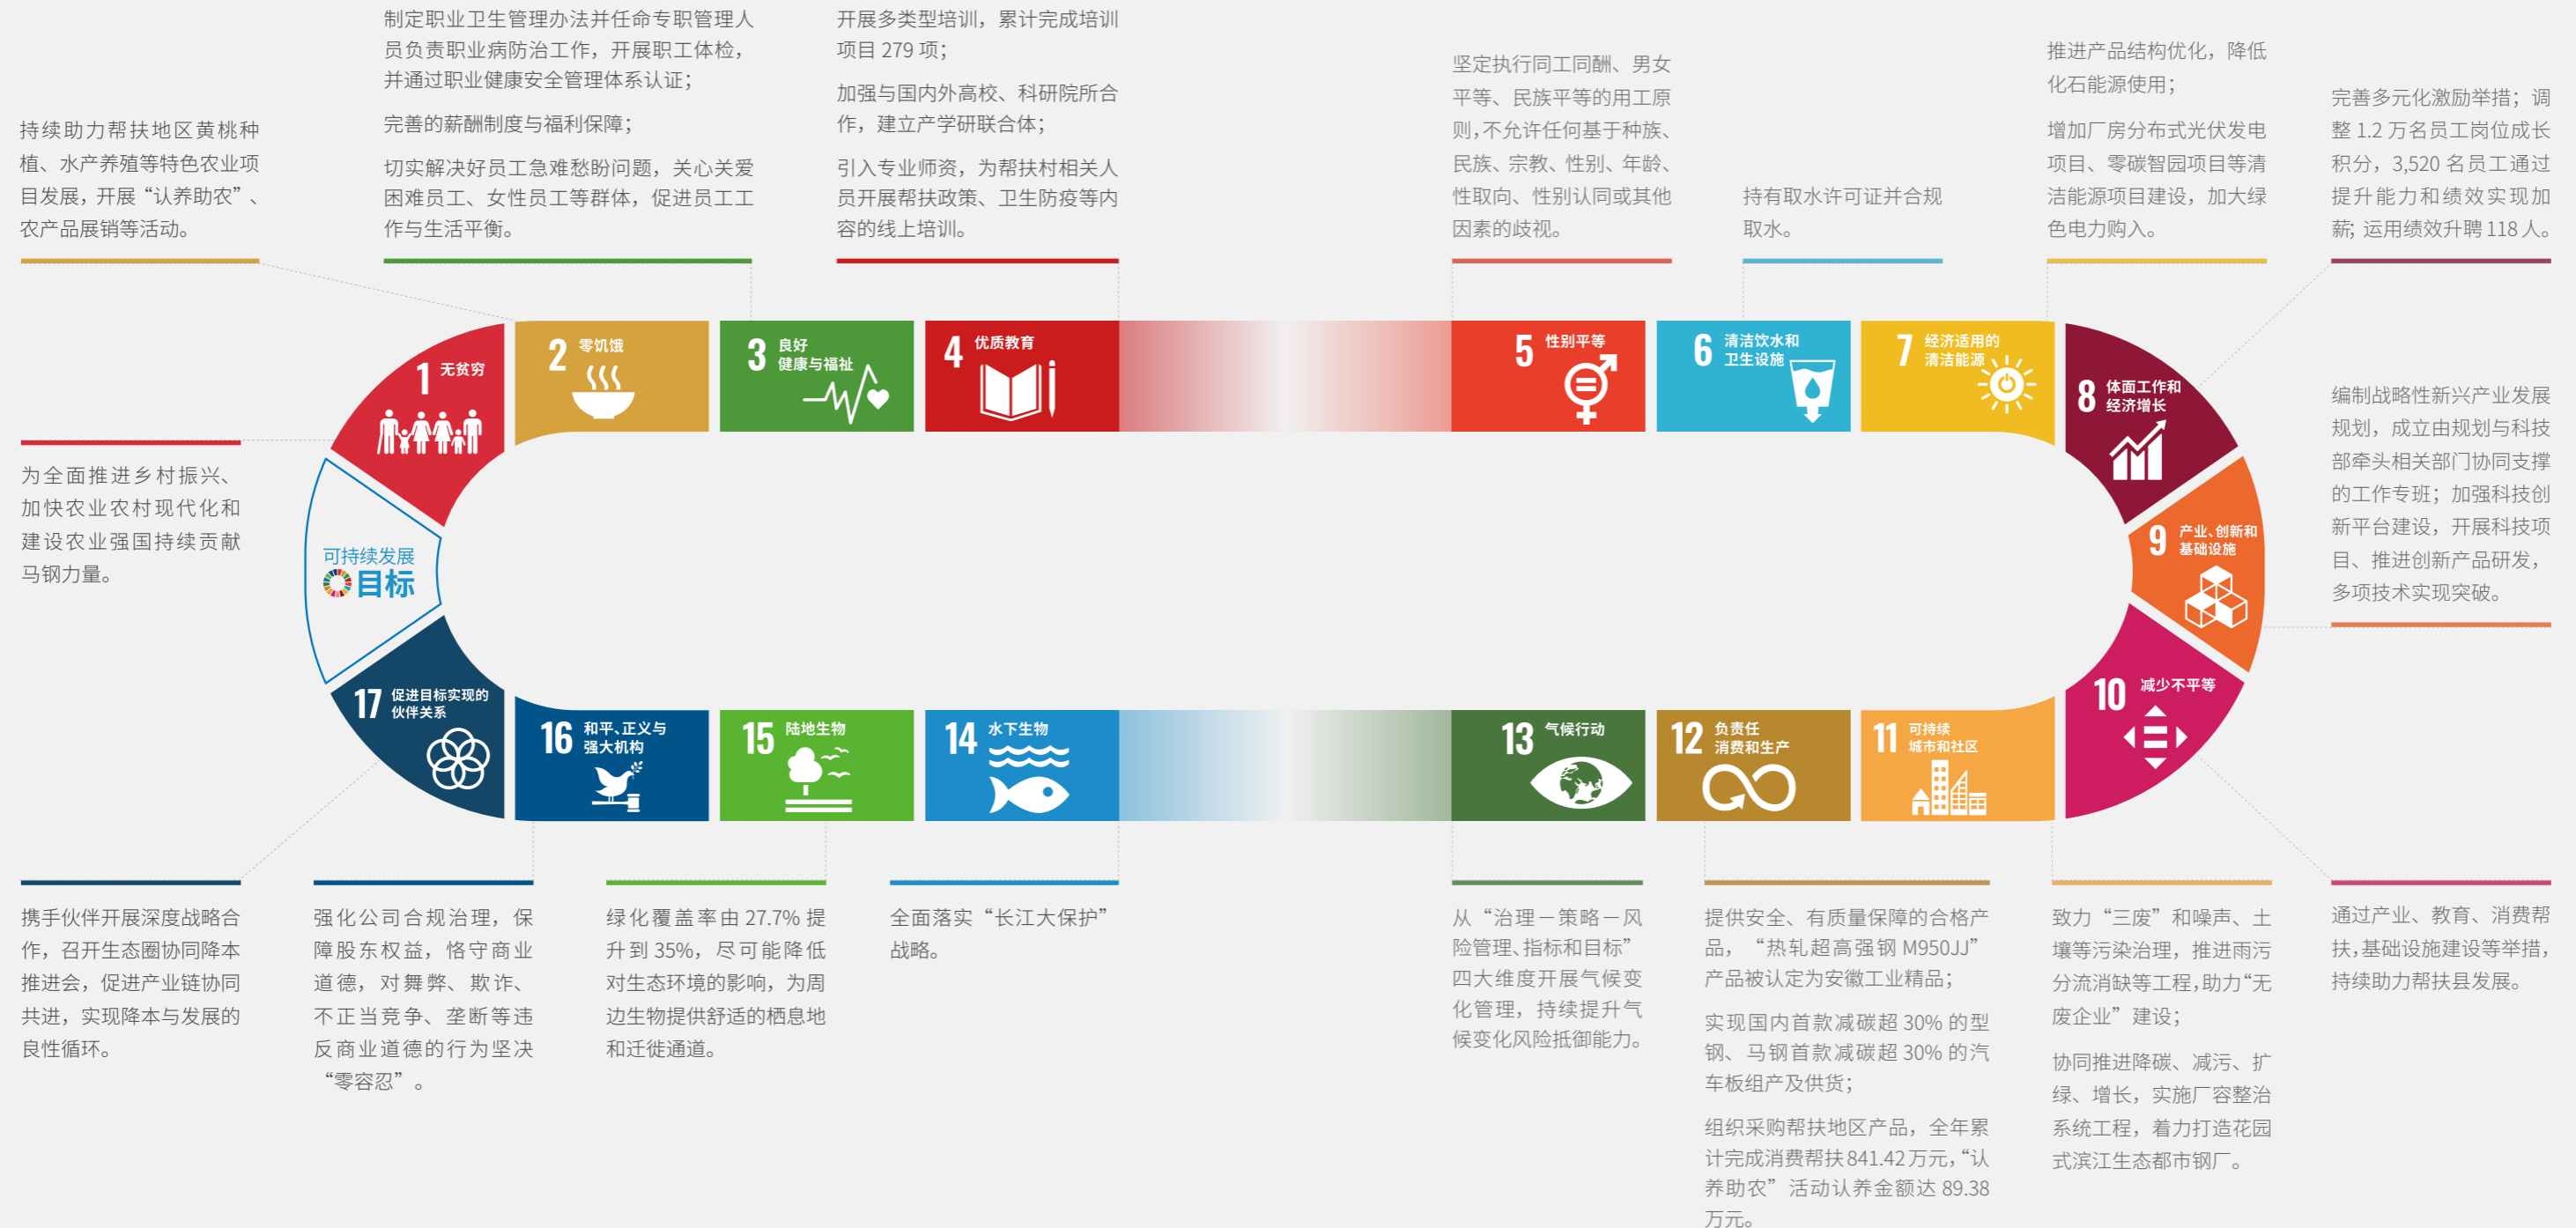 持续助力帮扶地区黄桃种
植、水产养殖等特色农业项
目发展，开展“认养助农”、
农产品展销等活动。
制定职业卫生管理办法并任命专职管理人
员负责职业病防治工作，开展职工体检，
并通过职业健康安全管理体系认证；
完善的薪酬制度与福利保障；
切实解决好员工急难愁盼问题，关心关爱
困难员工、女性员工等群体，促进员工工
作与生活平衡。
开展多类型培训，累计完成培训
项目 279 项；
加强与国内外高校、科研院所合
作，建立产学研联合体；
引入专业师资，为帮扶村相关人
员开展帮扶政策、卫生防疫等内
容的线上培训。
坚定执行同工同酬、男女
平等、民族平等的用工原
则，不允许任何基于种族、
民族、宗教、性别、年龄、
性取向、性别认同或其他
因素的歧视。
持有取水许可证并合规
取水。
推进产品结构优化，降低
化石能源使用；
增加厂房分布式光伏发电
项目、零碳智园项目等清
洁能源项目建设，加大绿
色电力购入。
完善多元化激励举措；调
整 1.2 万名员工岗位成长
积分，3,520 名员工通过
提升能力和绩效实现加
薪；运用绩效升聘 118 人。
1 无贫穷
2 零饥饿
3 良好
健康与福祉
4 优质教育
5 性别平等
6 清洁饮水和
卫生设施
7 经济适用的
清洁能源
8 体面工作和
经济增长
为全面推进乡村振兴、
加快农业农村现代化和
建设农业强国持续贡献
马钢力量。
可持续发展
目标
9 产业、创新和
基础设施
编制战略性新兴产业发展
规划，成立由规划与科技
部牵头相关部门协同支撑
的工作专班；加强科技创
新平台建设，开展科技项
目、推进创新产品研发，
多项技术实现突破。
17 促进目标实现的
伙伴关系
16 和平、正义与
强大机构
15 陆地生物
14 水下生物
13 气候行动
12 负责任
消费和生产
11 可持续
城市和社区
10 减少不平等
携手伙伴开展深度战略合
作，召开生态圈协同降本
推进会，促进产业链协同
共进，实现降本与发展的
良性循环。
强化公司合规治理，保
障股东权益，恪守商业
道德，对舞弊、欺诈、
不正当竞争、垄断等违
反商业道德的行为坚决
“零容忍”。
绿化覆盖率由 27.7% 提
升到 35%，尽可能降低
对生态环境的影响，为周
边生物提供舒适的栖息地
和迁徙通道。
全面落实“长江大保护”
战略。
从“治理－策略－风
险管理、指标和目标”
四大维度开展气候变
化管理，持续提升气
候变化风险抵御能力。
提供安全、有质量保障的合格产
品，“热轧超高强钢 M950JJ”
产品被认定为安徽工业精品；
实现国内首款减碳超 30% 的型
钢、马钢首款减碳超 30% 的汽
车板组产及供货；
组织采购帮扶地区产品，全年累
计完成消费帮扶 841.42 万元，“认
养助农”活动认养金额达 89.38
万元。
致力“三废”和噪声、土
壤等污染治理，推进雨污
分流消缺等工程，助力“无
废企业”建设；
协同推进降碳、减污、扩
绿、增长，实施厂容整治
系统工程，着力打造花园
式滨江生态都市钢厂。
通过产业、教育、消费帮
扶，基础设施建设等举措，
持续助力帮扶县发展。